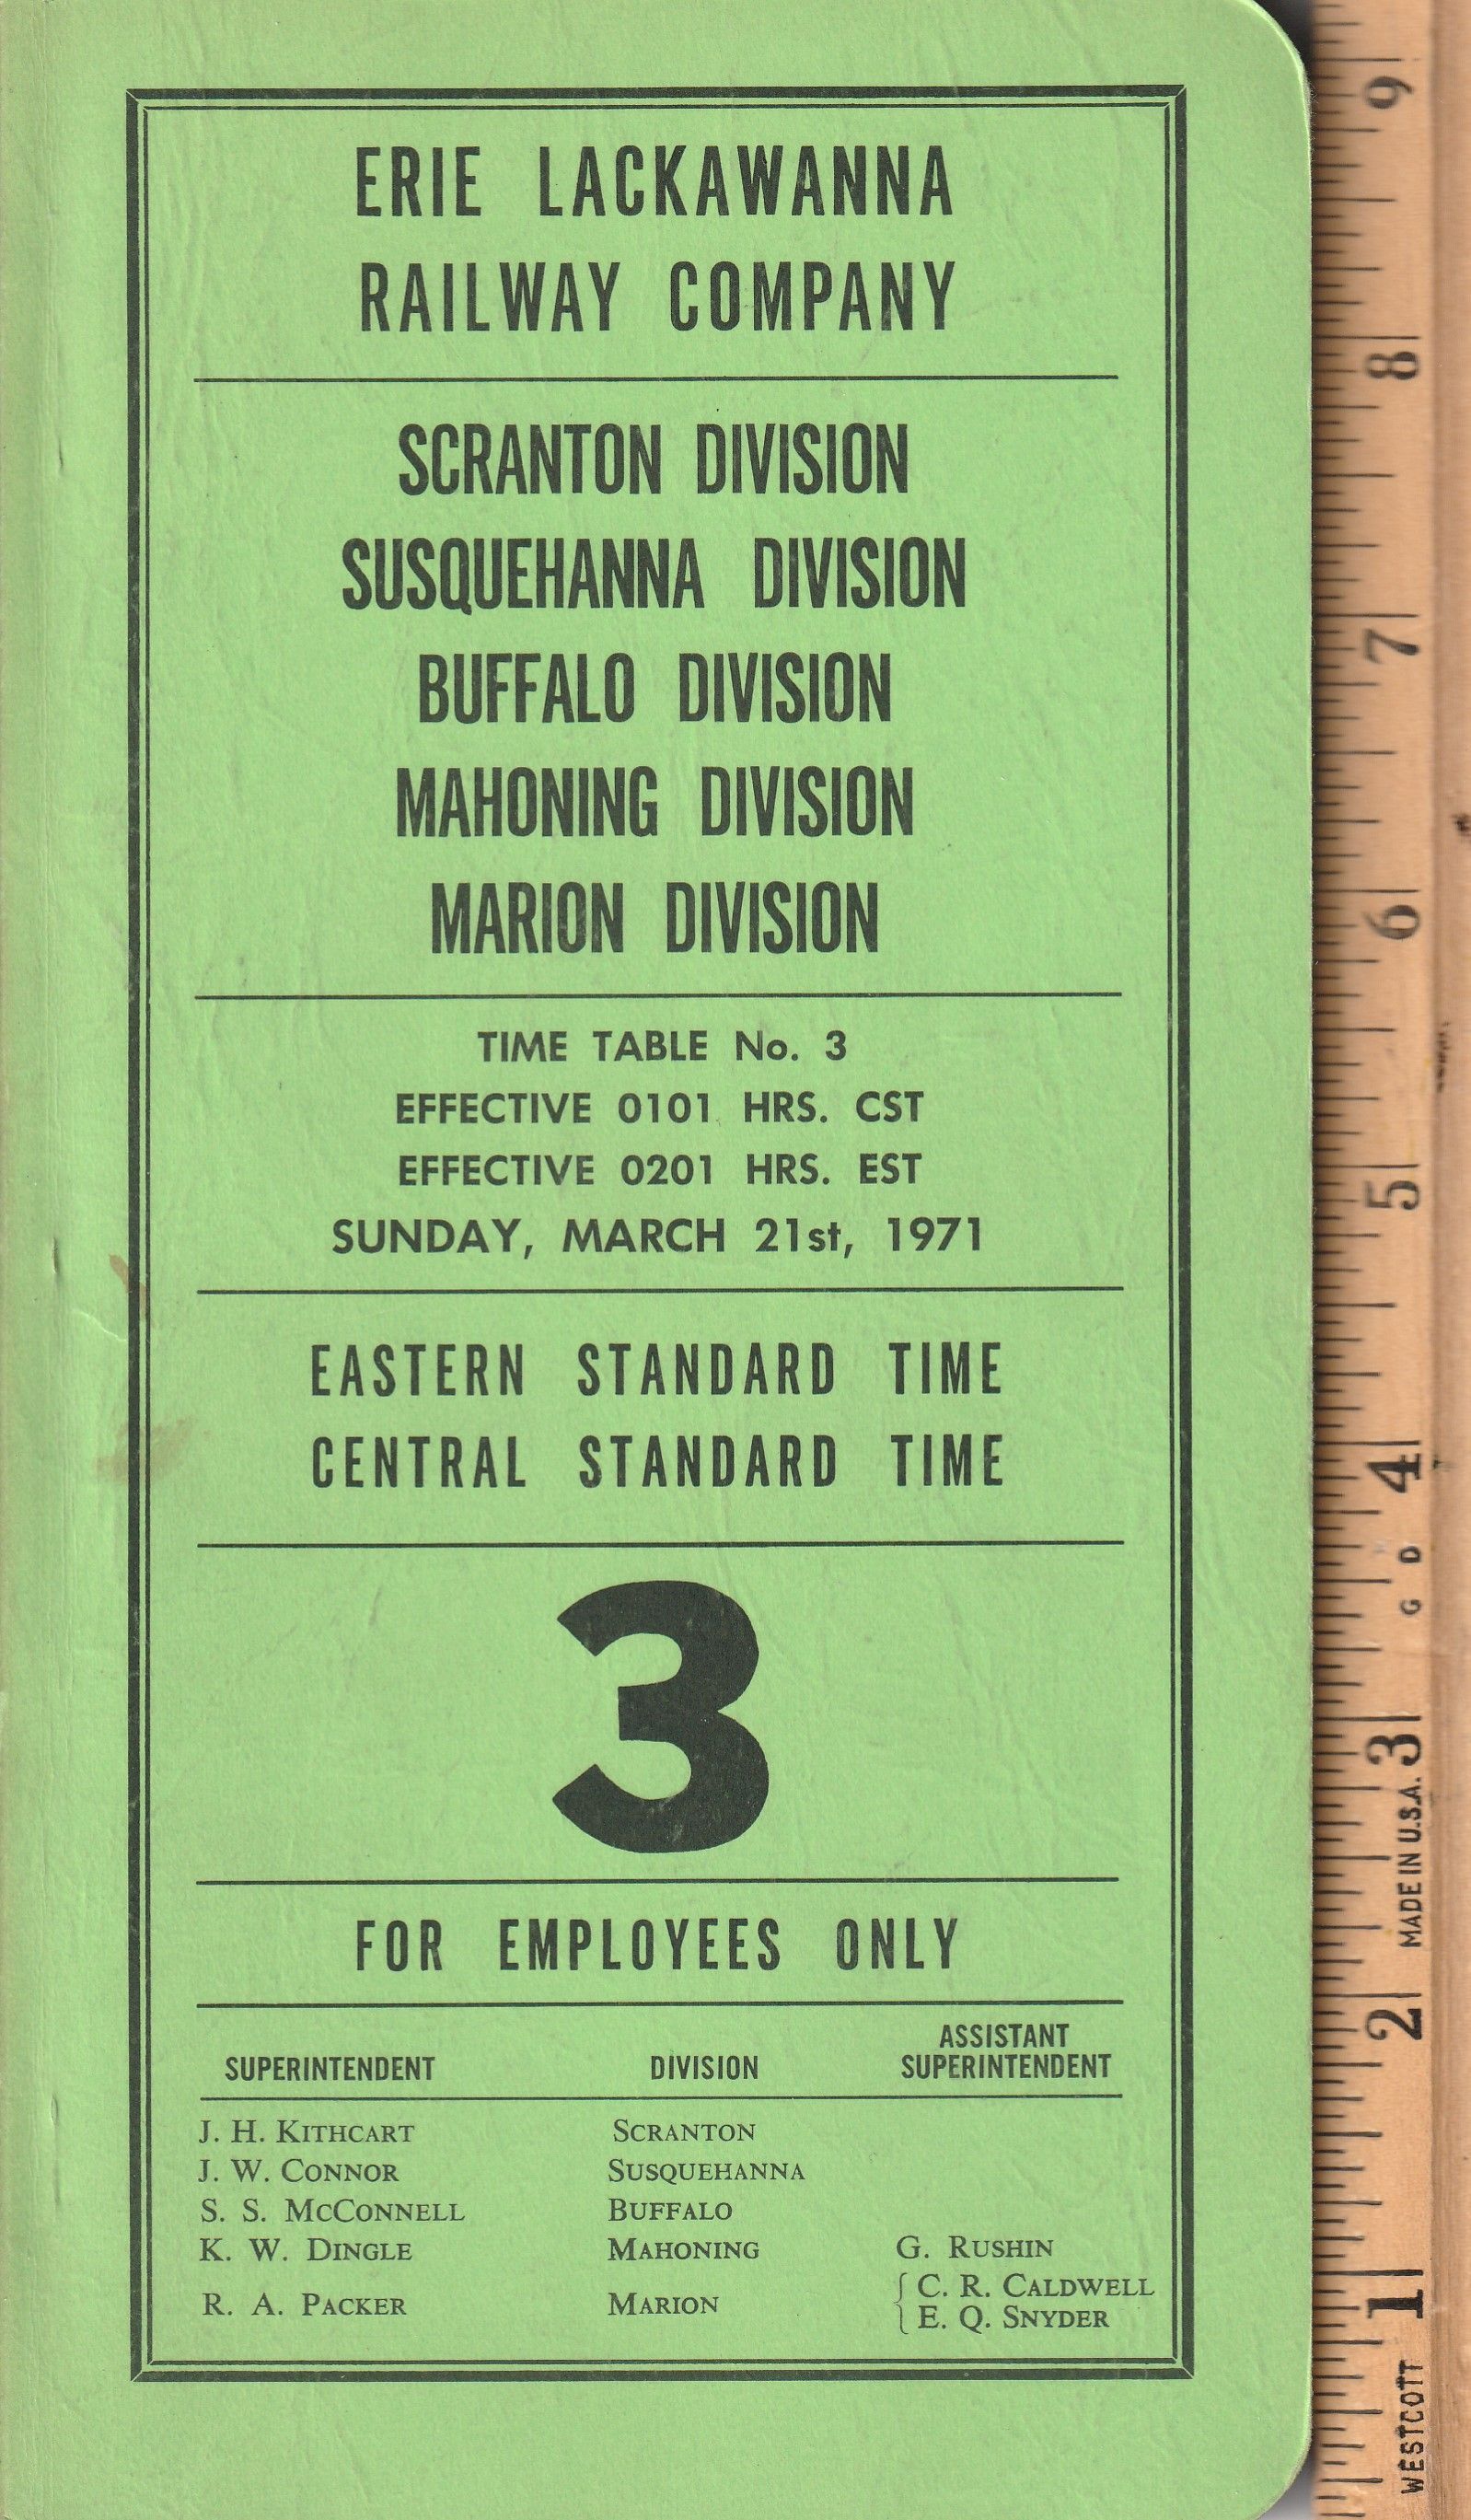 ERIE LACKAWANNA
RAILWAY COMPANY
SCRANTON DIVISION
SUSQUEHANNA DIVISION
BUFFALO DIVISION
MAHONING DIVISION
MARION DIVISION
TIME TABLE No. 3
EFFECTIVE 0101 HRS. CST
EFFECTIVE 0201 HRS. EST
SUNDAY, MARCH 21st, 1971
EASTERN STANDARD TIME
CENTRAL STANDARD TIME
3
FOR EMPLOYEES ONLY
SUPERINTENDENT DIVISION ASSISTANT SUPERINTENDENT
J. H. KITHCART SCRANTON
J. W. CONNOR SUSQUEHANNA
S. S. MCCONNELL BUFFALO
K. W. DINGLE MAHONING G. RUSHIN
R. A. PACKER MARION { C. R. CALDWELL
E. Q. SNYDER
WESTCOTT 1 2 MADE IN U.S.A. 3 G D 4 5 6 7 8 9